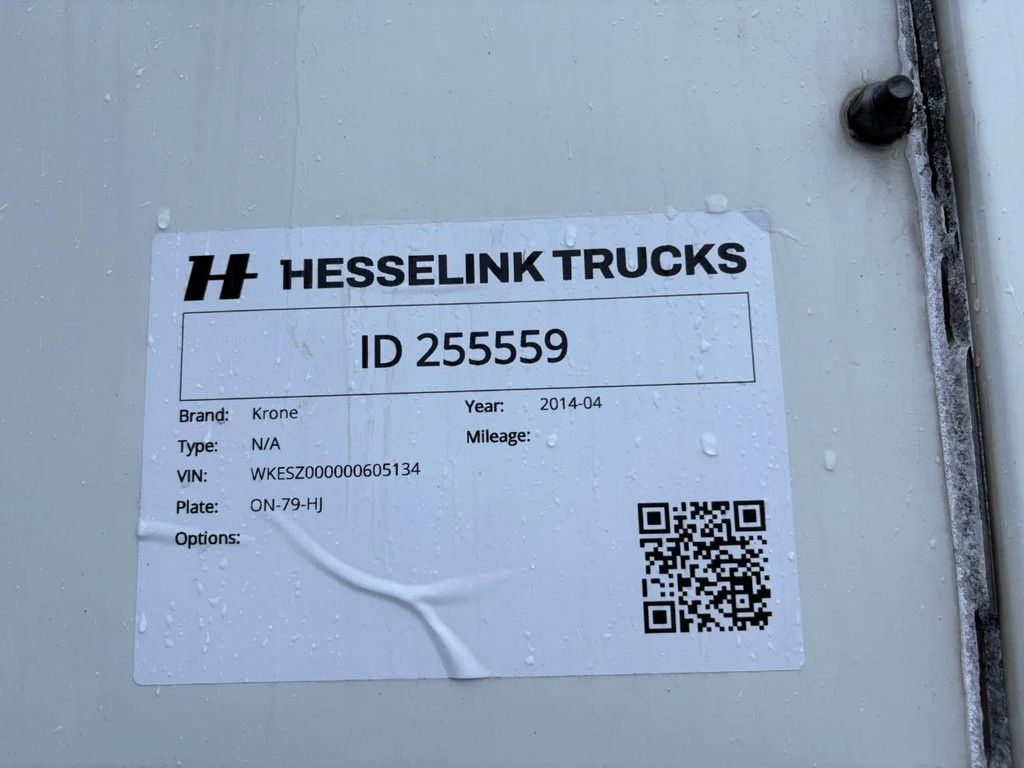 H HESSELINK TRUCKS
ID 255559
Brand: Krone Year: 2014-04
Type: N/A Mileage:
VIN: WKESZ000000605134
Plate: ON-79-HJ
Options: